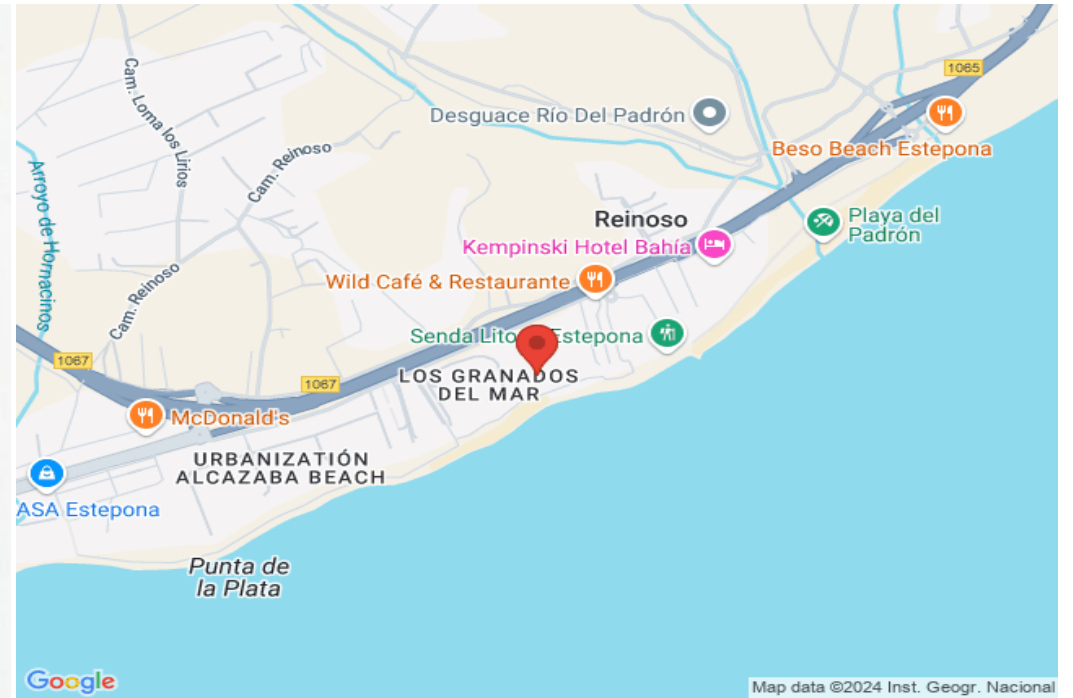 1065
Desguace Río Del Padrón
Beso Beach Estepona
Cam. Loma los Lirios
Cam. Reinoso
Arroyo de Hornacinos
Reinoso
Playa del
Padrón
Kempinski Hotel Bahía
Wild Café & Restaurante
Cam. Reinoso
Senda Lito Estepona
1067
LOS GRANADOS
DEL MAR
1067
McDonald's
URBANIZATIÓN
ALCAZABA BEACH
ASA Estepona
Punta de
la Plata
Google
Map data ©2024 Inst. Geogr. Nacional